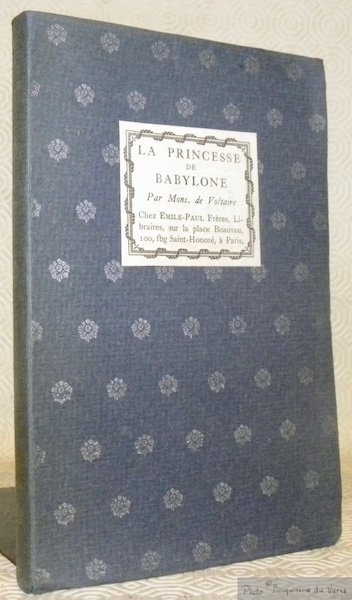 LA PRINCESSE
DE
BABYLONE
Par Mons. de Voltaire
Chez EMILE-PAUL Frères, Li-
braires, sur la place Beauvau,
100, fbg Saint-Honoré, à Paris.
Photo © Bouquinerie du Varis